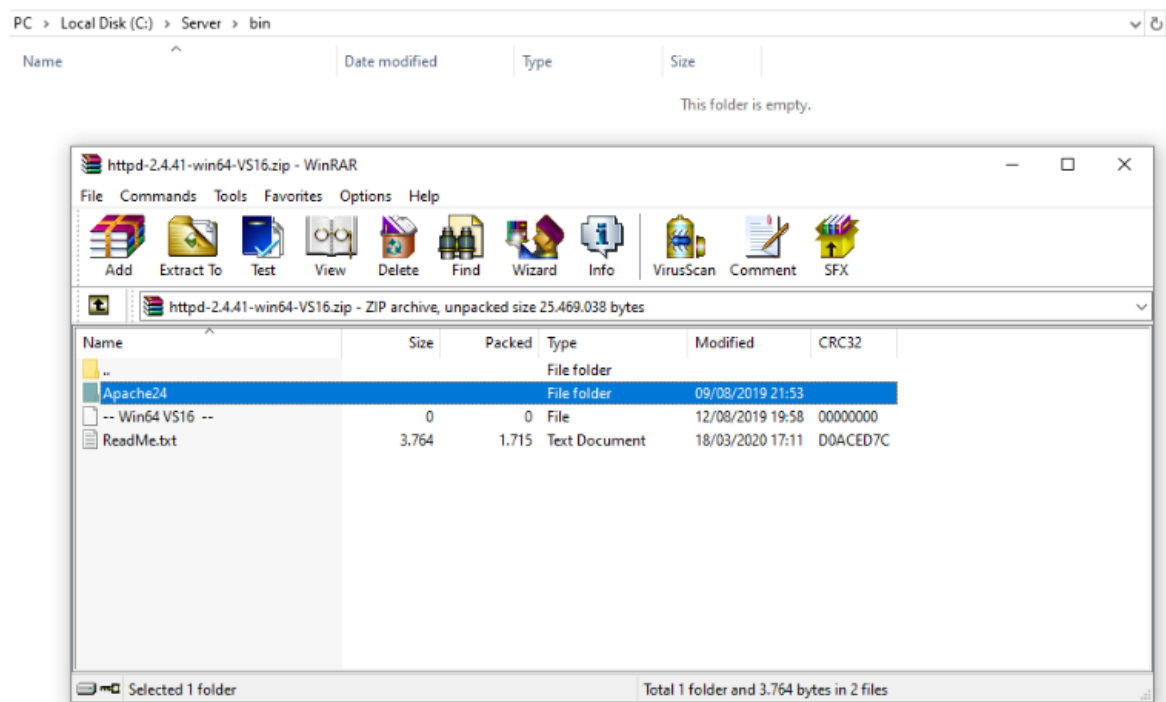 PC > Local Disk (C:) > Server > bin
Name Date modified Type Size
This folder is empty.
httpd-2.4.41-win64-VS16.zip - WinRAR
File Commands Tools Favorites Options Help
Add Extract To Test View Delete Find Wizard Info VirusScan Comment SFX
httpd-2.4.41-win64-VS16.zip - ZIP archive, unpacked size 25.469.038 bytes
Name Size Packed Type Modified CRC32
.. File folder
Apache24 File folder 09/08/2019 21:53
-- Win64 VS16 -- 0 0 File 12/08/2019 19:58 00000000
ReadMe.txt 3.764 1.715 Text Document 18/03/2020 17:11 D0ACED7C
Selected 1 folder Total 1 folder and 3.764 bytes in 2 files